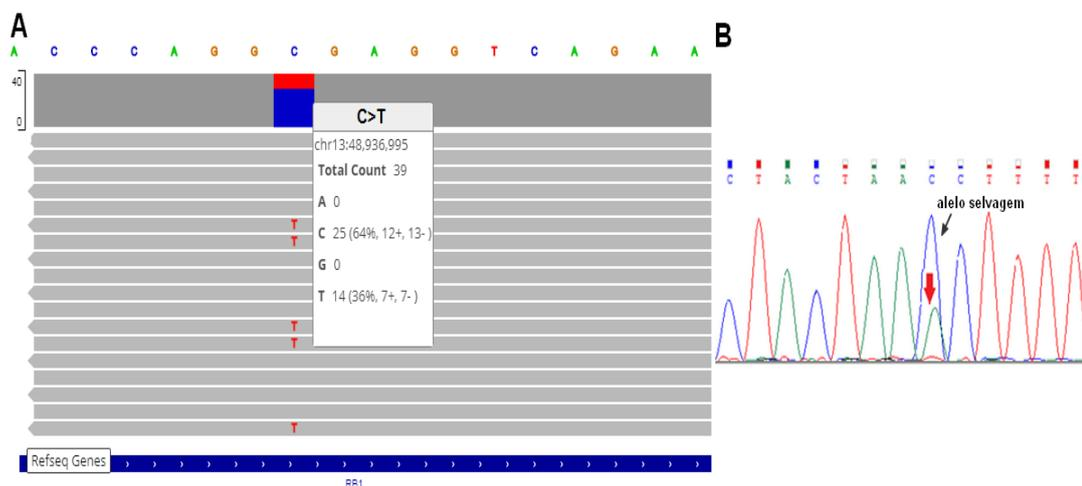 A
A C C C A G G C G A G G T C A G A A
40
0
C>T
chr13:48,936,995
Total Count 39
A 0
C 25 (64%, 12+, 13- )
G 0
T 14 (36%, 7+, 7- )
T
T
T
T
T
Refseq Genes
RB1
B
C T A C T A A C C T T T T
alelo selvagem